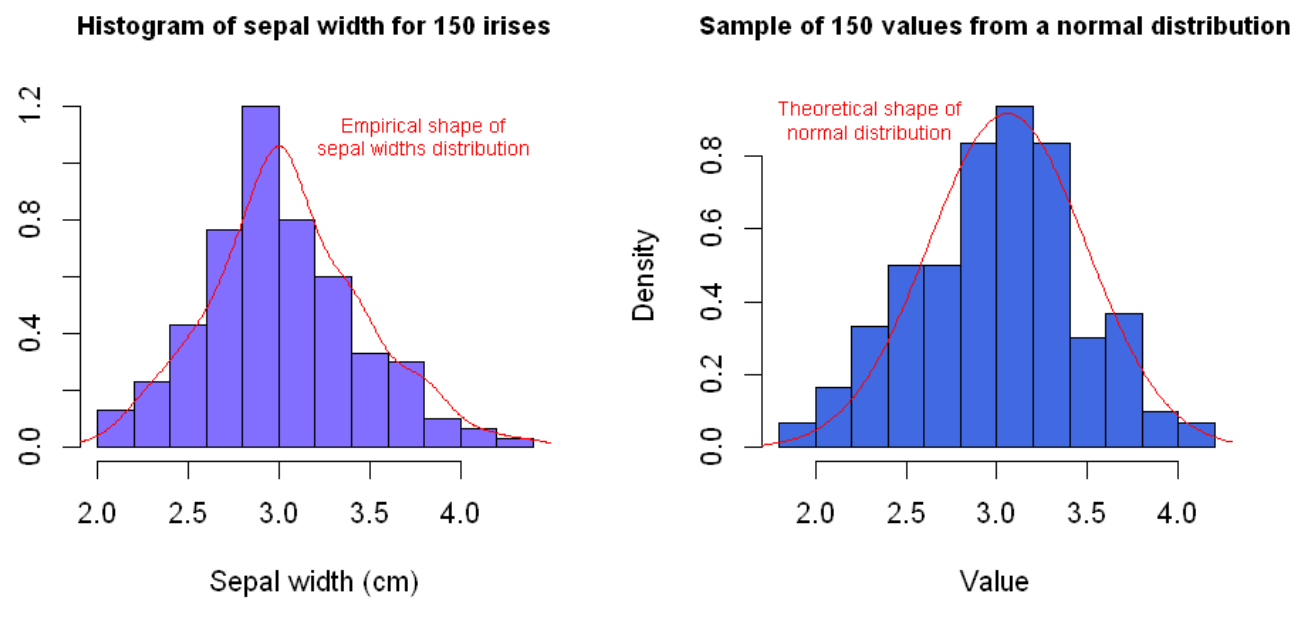 Histogram of sepal width for 150 irises
Empirical shape of
sepal widths distribution
0.0
0.4
0.8
1.2
2.0 2.5 3.0 3.5 4.0
Sepal width (cm)
Sample of 150 values from a normal distribution
Theoretical shape of
normal distribution
Density
0.0
0.2
0.4
0.6
0.8
2.0 2.5 3.0 3.5 4.0
Value